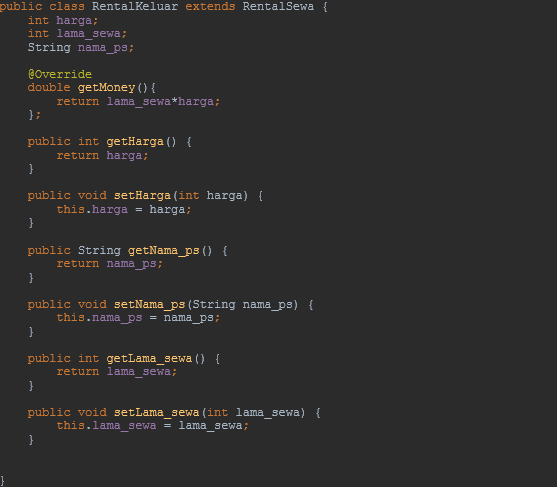 public class RentalKeluar extends RentalSewa {
    int harga;
    int lama_sewa;
    String nama_ps;

    @Override
    double getMoney(){
        return lama_sewa*harga;
    };

    public int getHarga() {
        return harga;
    }

    public void setHarga(int harga) {
        this.harga = harga;
    }

    public String getNama_ps() {
        return nama_ps;
    }

    public void setNama_ps(String nama_ps) {
        this.nama_ps = nama_ps;
    }

    public int getLama_sewa() {
        return lama_sewa;
    }

    public void setLama_sewa(int lama_sewa) {
        this.lama_sewa = lama_sewa;
    }


}